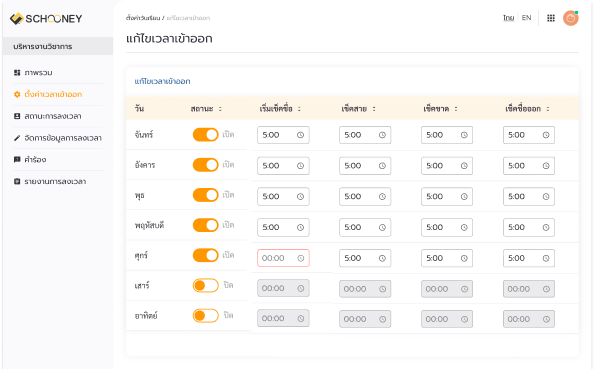 SCHOONEY
บริหารงานวิชาการ
ภาพรวม
ตั้งค่าเวลาเข้าออก
สถานะการลงเวลา
จัดการข้อมูลการลงเวลา
คำร้อง
รายงานการลงเวลา
ตั้งค่าวันเรียน / แก้ไขเวลาเข้าออก
ไทย EN
แก้ไขเวลาเข้าออก
แก้ไขเวลาเข้าออก
วัน สถานะ เริ่มเช็คชื่อ เช็คสาย เช็คขาด เช็คชื่อออก
จันทร์ เปิด 5:00 5:00 5:00 5:00
อังคาร เปิด 5:00 5:00 5:00 5:00
พุธ เปิด 5:00 5:00 5:00 5:00
พฤหัสบดี เปิด 5:00 5:00 5:00 5:00
ศุกร์ เปิด 00:00 5:00 5:00 5:00
เสาร์ ปิด 00:00 00:00 00:00 00:00
อาทิตย์ ปิด 00:00 00:00 00:00 00:00